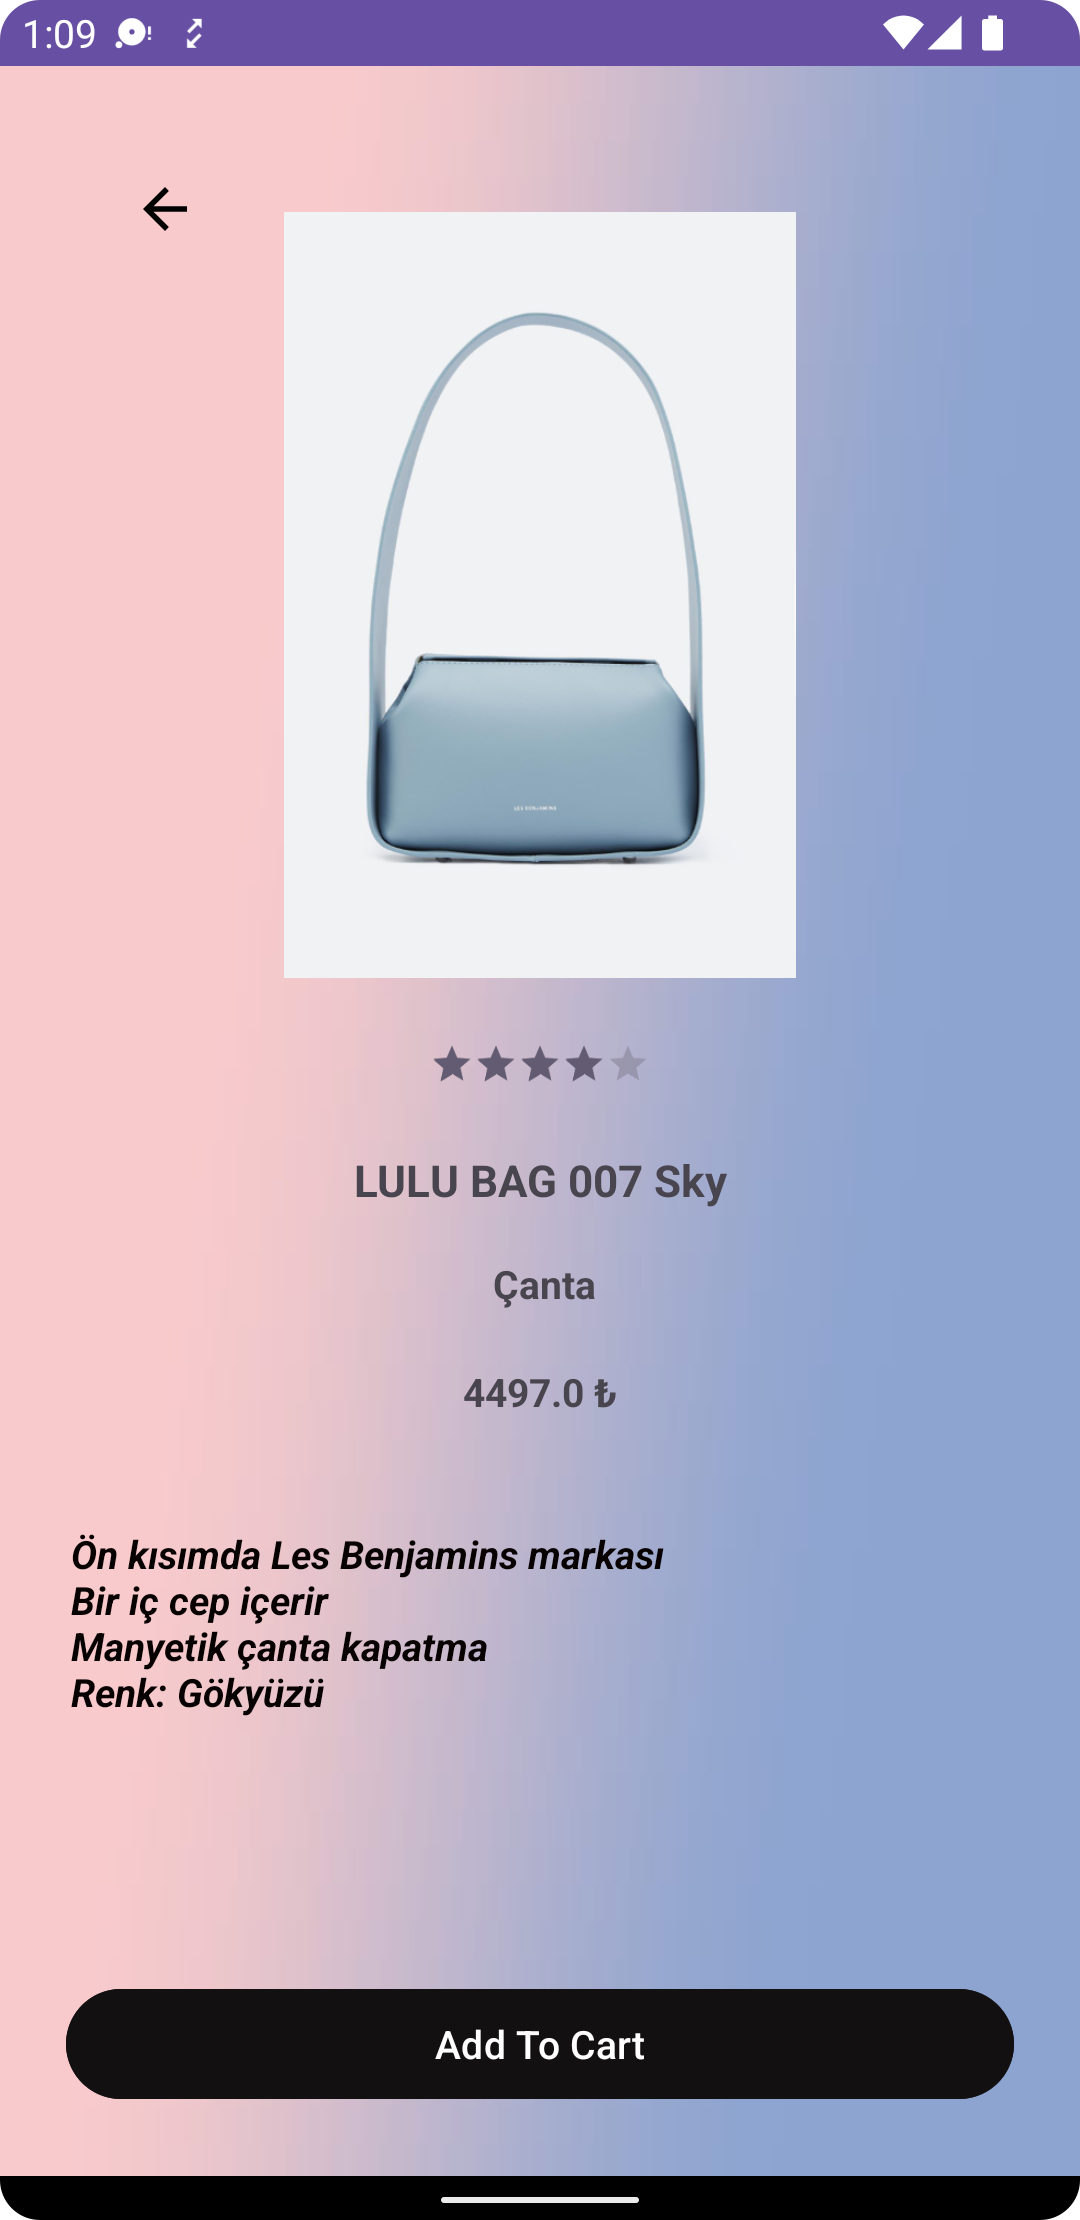 1:09
LES BENJAMINS
LULU BAG 007 Sky
Çanta
4497.0 ₺
Ön kısımda Les Benjamins markası
Bir iç cep içerir
Manyetik çanta kapatma
Renk: Gökyüzü
Add To Cart